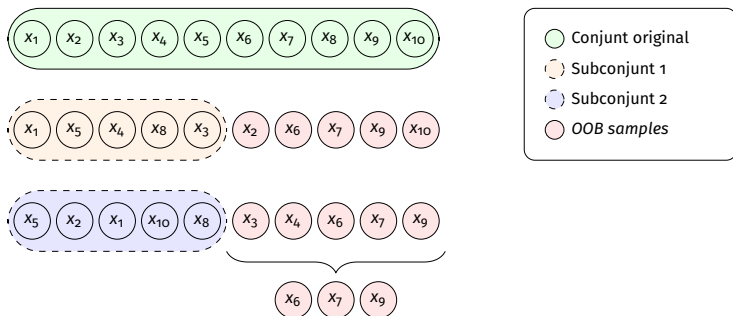 x1 x2 x3 x4 x5 x6 x7 x8 x9 x10
x1 x5 x4 x8 x3 x2 x6 x7 x9 x10
x5 x2 x1 x10 x8 x3 x4 x6 x7 x9
x6 x7 x9
Conjunt original
Subconjunt 1
Subconjunt 2
OOB samples